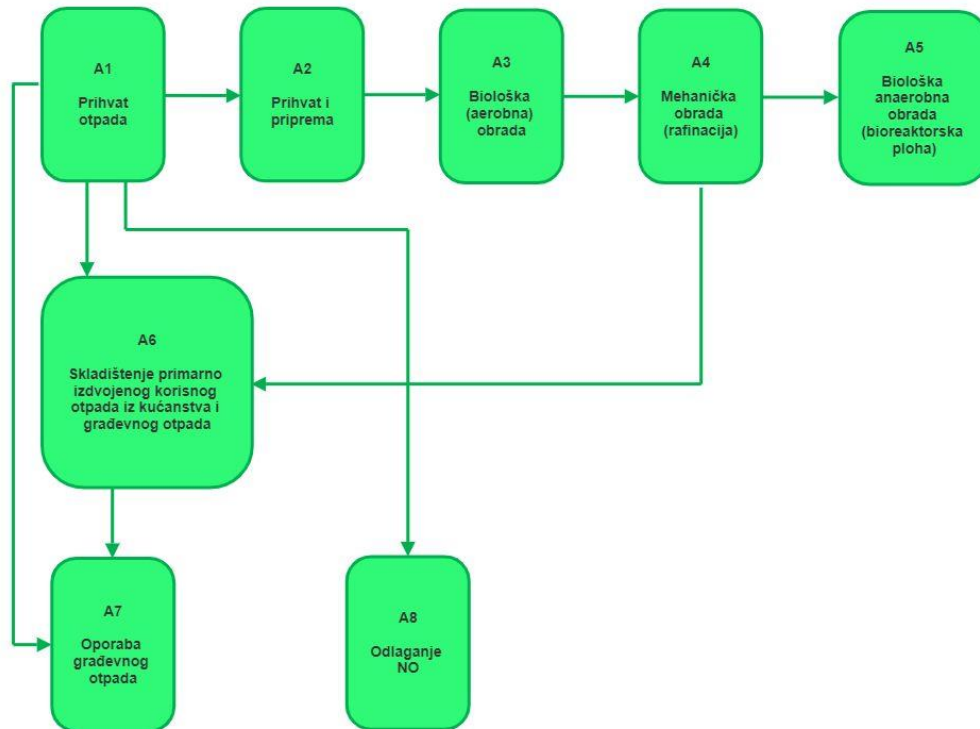 A1
Prihvat
otpada
A2
Prihvat i
priprema
A3
Biološka
(aerobna)
obrada
A4
Mehanička
obrada
(rafinacija)
A5
Biološka
anaerobna
obrada
(bioreaktorska
ploha)
A6
Skladištenje primarno
izdvojenog korisnog
otpada iz kućanstva i
građevnog otpada
A7
Oporaba
građevnog
otpada
A8
Odlaganje
NO